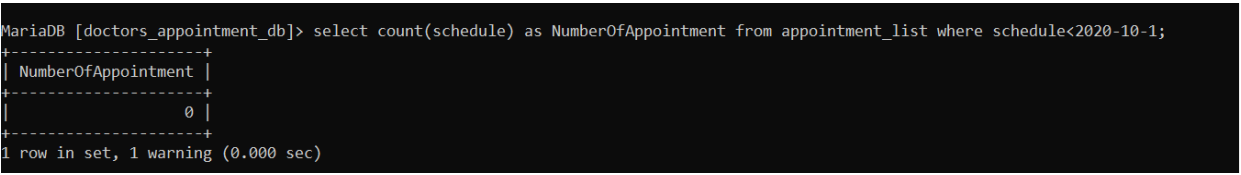 MariaDB [doctors_appointment_db]> select count(schedule) as NumberOfAppointment from appointment_list where schedule<2020-10-1;
+---------------------+
| NumberOfAppointment |
+---------------------+
|                   0 |
+---------------------+
1 row in set, 1 warning (0.000 sec)